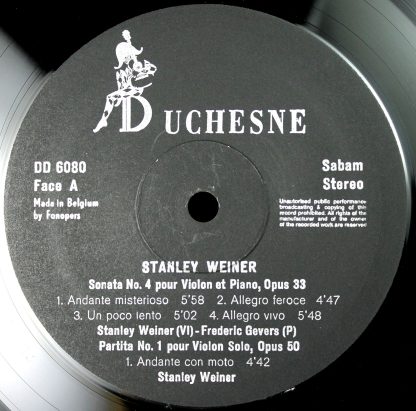 DUCHESNE
DD 6080
Face A
Made in Belgium
by Fonopers
Sabam
Stereo
Unauthorised public performance
broadcasting & copying of this
record prohibited. All rights of the
manufacturer and of the owner
of the recorded work are reserved
STANLEY WEINER
Sonata No. 4 pour Violon et Piano, Opus 33
1. Andante misterioso 5'58 2. Allegro feroce 4'47
3. Un poco lento 5'02 4. Allegro vivo 5'48
Stanley Weiner (VI) - Frederic Gevers (P)
Partita No. 1 pour Violon Solo, Opus 50
1. Andante con moto 4'42
Stanley Weiner